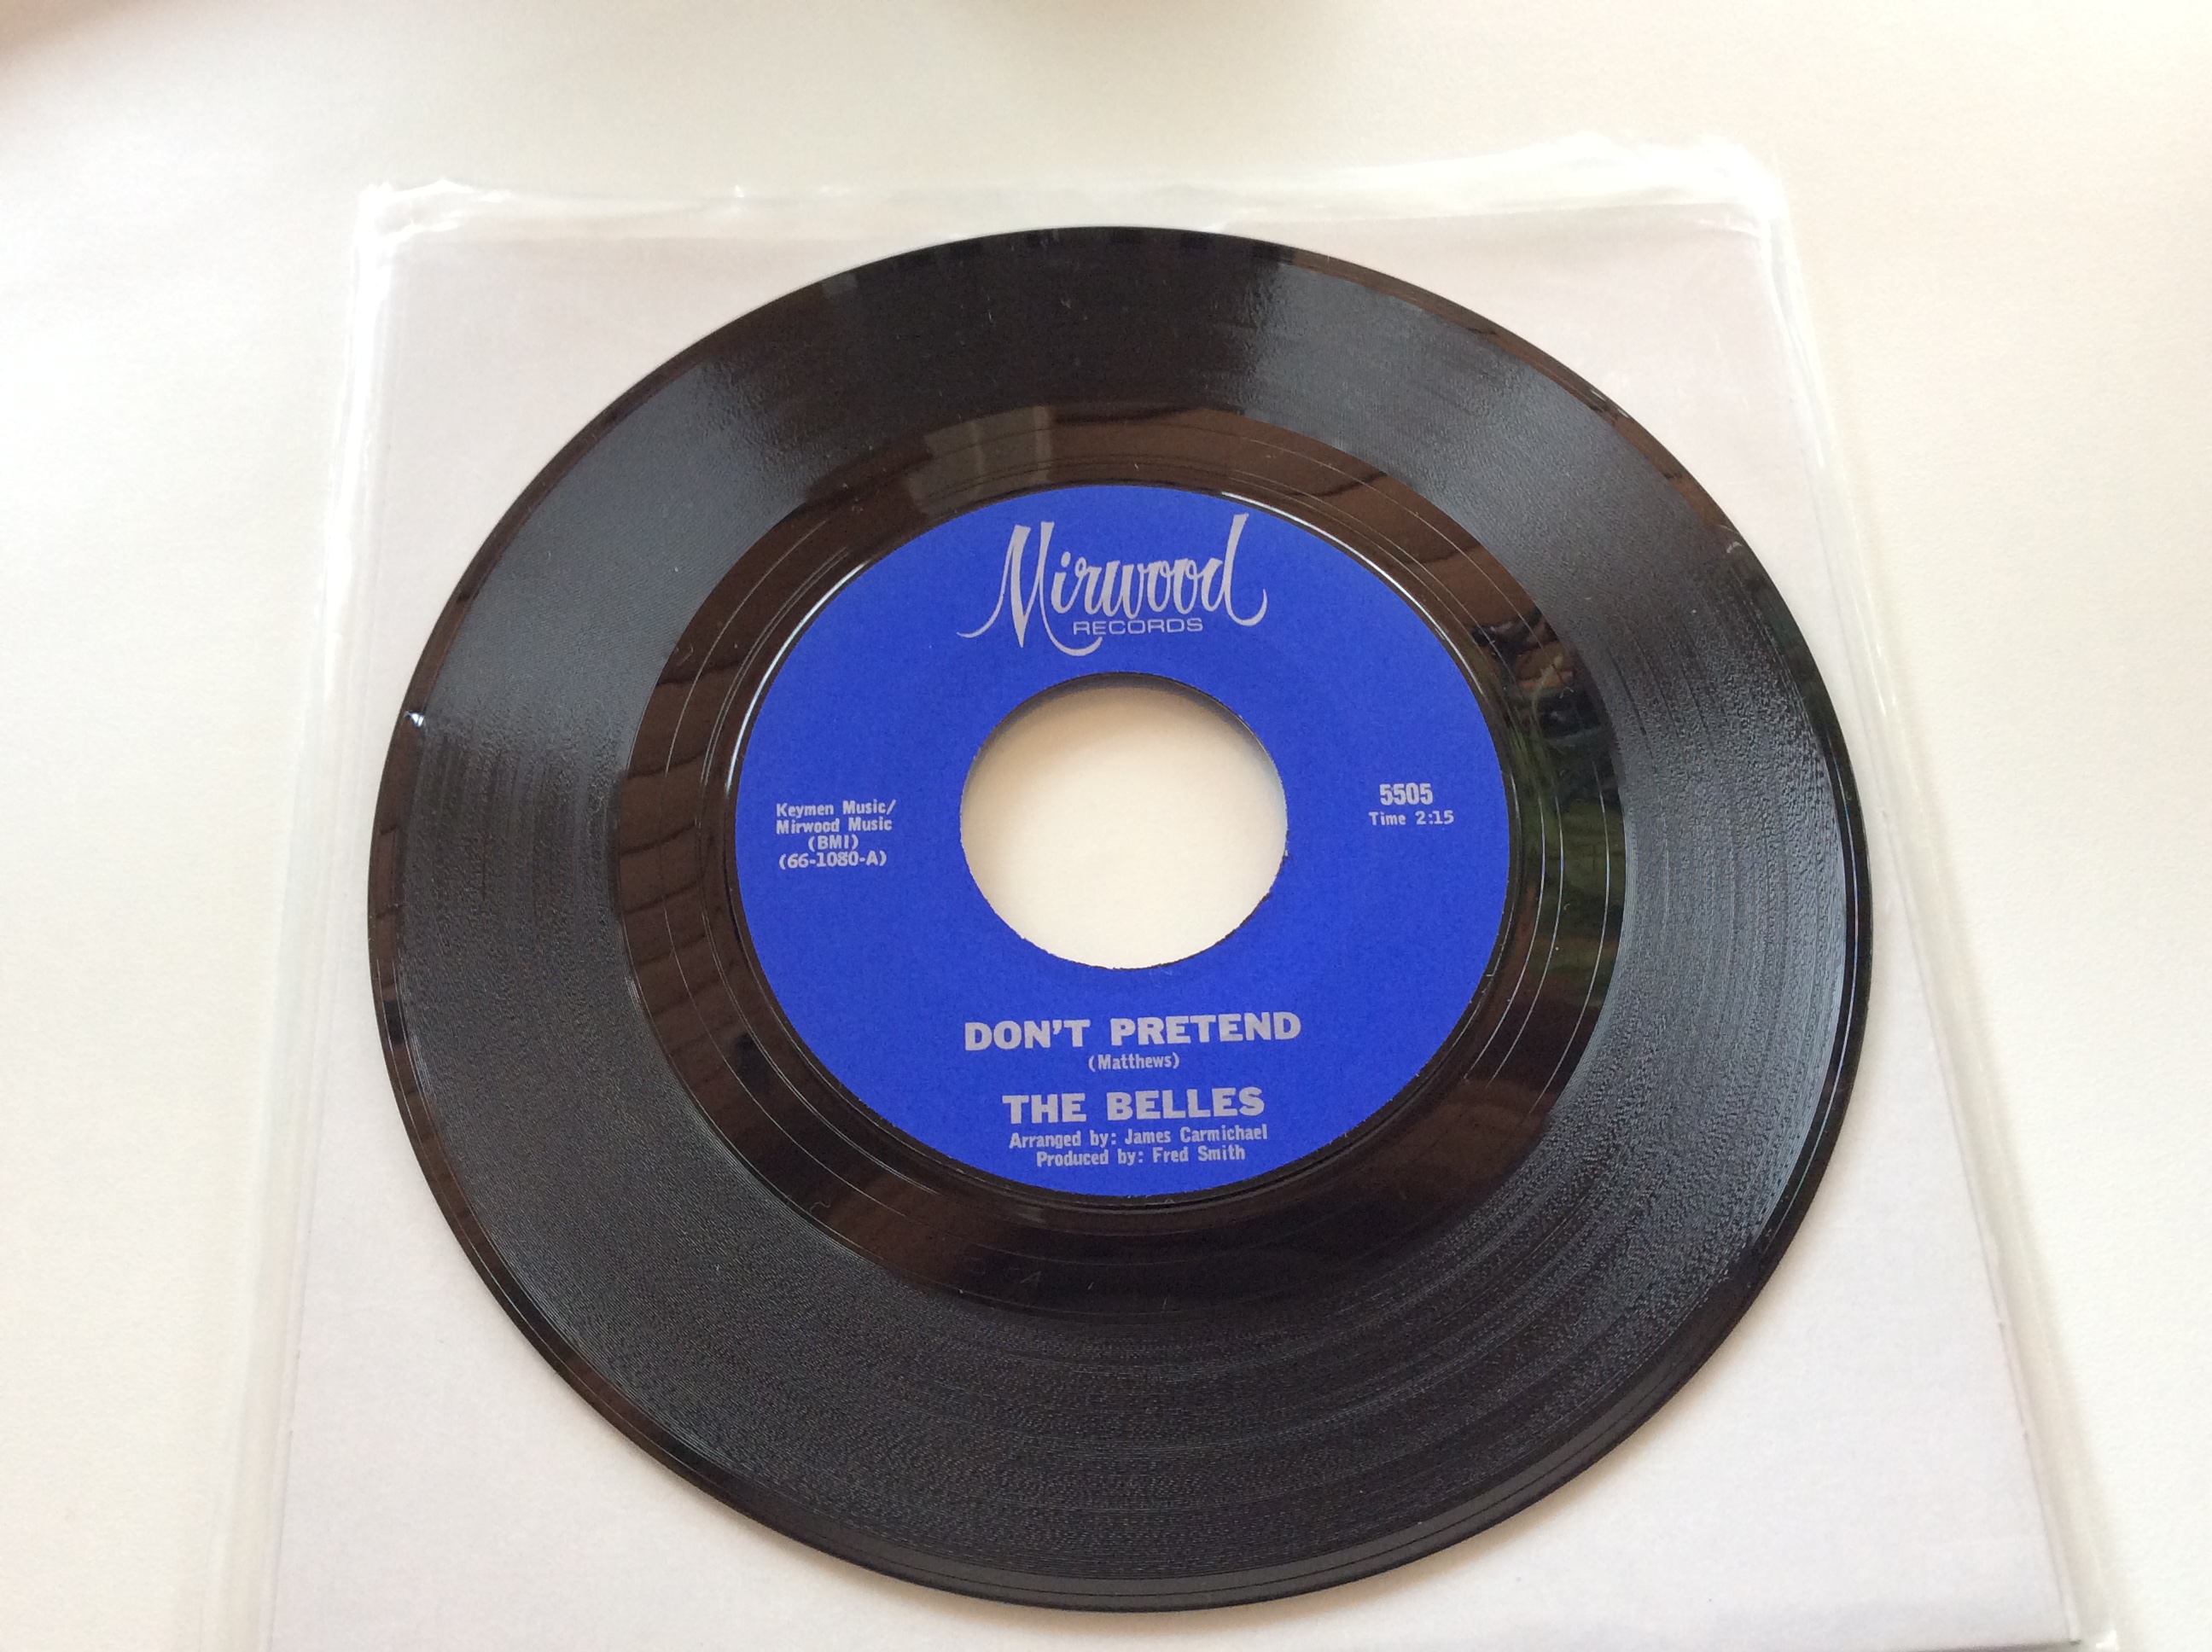 Mirwood
RECORDS
Keymen Music/
Mirwood Music
(BMI)
(66-1080-A)
5505
Time 2:15
DON'T PRETEND
(Matthews)
THE BELLES
Arranged by: James Carmichael
Produced by: Fred Smith